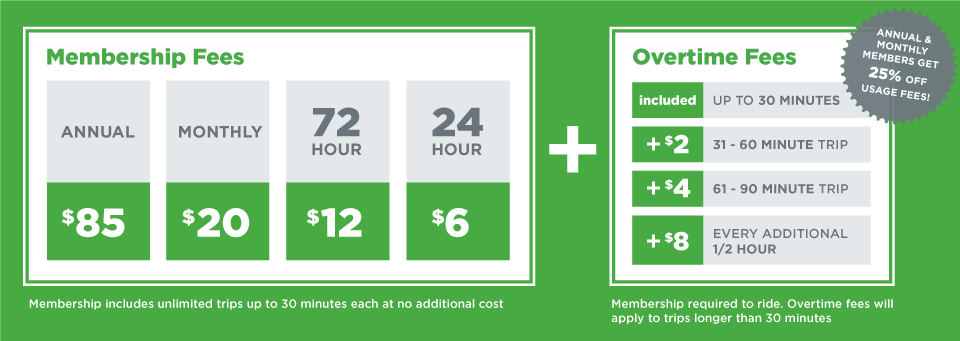 Membership Fees
ANNUAL
$85
MONTHLY
$20
72
HOUR
$12
24
HOUR
$6
Membership includes unlimited trips up to 30 minutes each at no additional cost
+
Overtime Fees
ANNUAL &
MONTHLY
MEMBERS GET
25% OFF
USAGE FEES!
included UP TO 30 MINUTES
+$2 31 - 60 MINUTE TRIP
+$4 61 - 90 MINUTE TRIP
+$8 EVERY ADDITIONAL
1/2 HOUR
Membership required to ride. Overtime fees will
apply to trips longer than 30 minutes